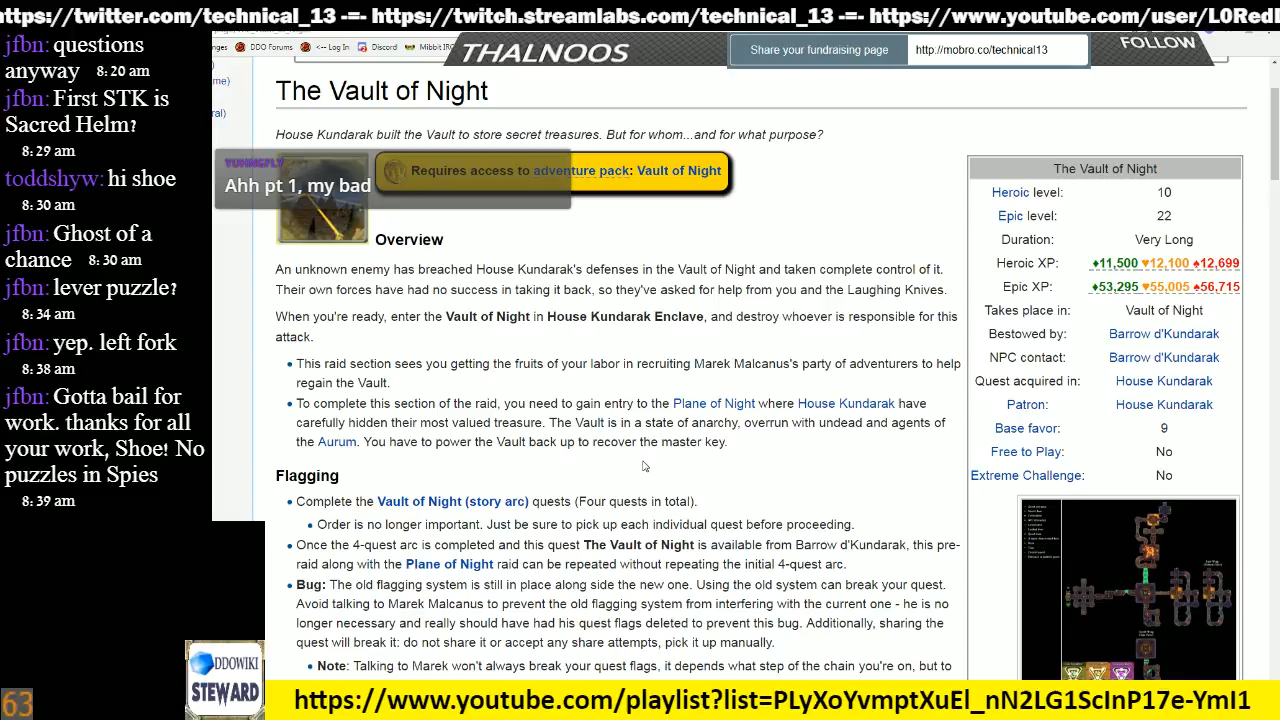 https://twitter.com/technical_13 -=- https://twitch.streamlabs.com/technical_13 -=- https://www.youtube.com/user/L0RedI
DDO Forums <-- Log In Discord Mibbit IRC
THALNOOS
Share your fundraising page http://mobro.co/technical13
FOLLOW
jfbn: questions
anyway 8:20 am
jfbn: First STK is
Sacred Helm?
8:29 am
toddshyw: hi shoe
8:30 am
jfbn: Ghost of a
chance 8:30 am
jfbn: lever puzzle?
8:34 am
jfbn: yep. left fork
8:38 am
jfbn: Gotta bail for
work. thanks for all
your work, Shoe! No
puzzles in Spies
8:39 am
The Vault of Night
House Kundarak built the Vault to store secret treasures. But for whom...and for what purpose?
Ahh pt 1, my bad
Requires access to adventure pack: Vault of Night
Overview
An unknown enemy has breached House Kundarak's defenses in the Vault of Night and taken complete control of it.
Their own forces have had no success in taking it back, so they've asked for help from you and the Laughing Knives.
When you're ready, enter the Vault of Night in House Kundarak Enclave, and destroy whoever is responsible for this
attack.
This raid section sees you getting the fruits of your labor in recruiting Marek Malcanus's party of adventurers to help
regain the Vault.
To complete this section of the raid, you need to gain entry to the Plane of Night where House Kundarak have
carefully hidden their most valued treasure. The Vault is in a state of anarchy, overrun with undead and agents of
the Aurum. You have to power the Vault back up to recover the master key.
Flagging
Complete the Vault of Night (story arc) quests (Four quests in total).
Order is no longer important. Just be sure to pick up each individual quest before proceeding.
Once the 4-quest arc is completed and this quest The Vault of Night is available from Barrow d'Kundarak, this pre-
raid along with the Plane of Night raid can be repeated without repeating the initial 4-quest arc.
Bug: The old flagging system is still in place along side the new one. Using the old system can break your quest.
Avoid talking to Marek Malcanus to prevent the old flagging system from interfering with the current one - he is no
longer necessary and really should have had his quest flags deleted to prevent this bug. Additionally, sharing the
quest will break it: do not share it or accept any share attempts, pick it up manually.
Note: Talking to Marek won't always break your quest flags, it depends what step of the chain you're on, but to
The Vault of Night
Heroic level: 10
Epic level: 22
Duration: Very Long
Heroic XP: ♦11,500 ♥12,100 ♠12,699
Epic XP: ♦53,295 ♥55,005 ♠56,715
Takes place in: Vault of Night
Bestowed by: Barrow d'Kundarak
NPC contact: Barrow d'Kundarak
Quest acquired in: House Kundarak
Patron: House Kundarak
Base favor: 9
Free to Play: No
Extreme Challenge: No
DDOWIKI
STEWARD
63
https://www.youtube.com/playlist?list=PLyXoYvmptXuEl_nN2LG1ScInP17e-YmI1